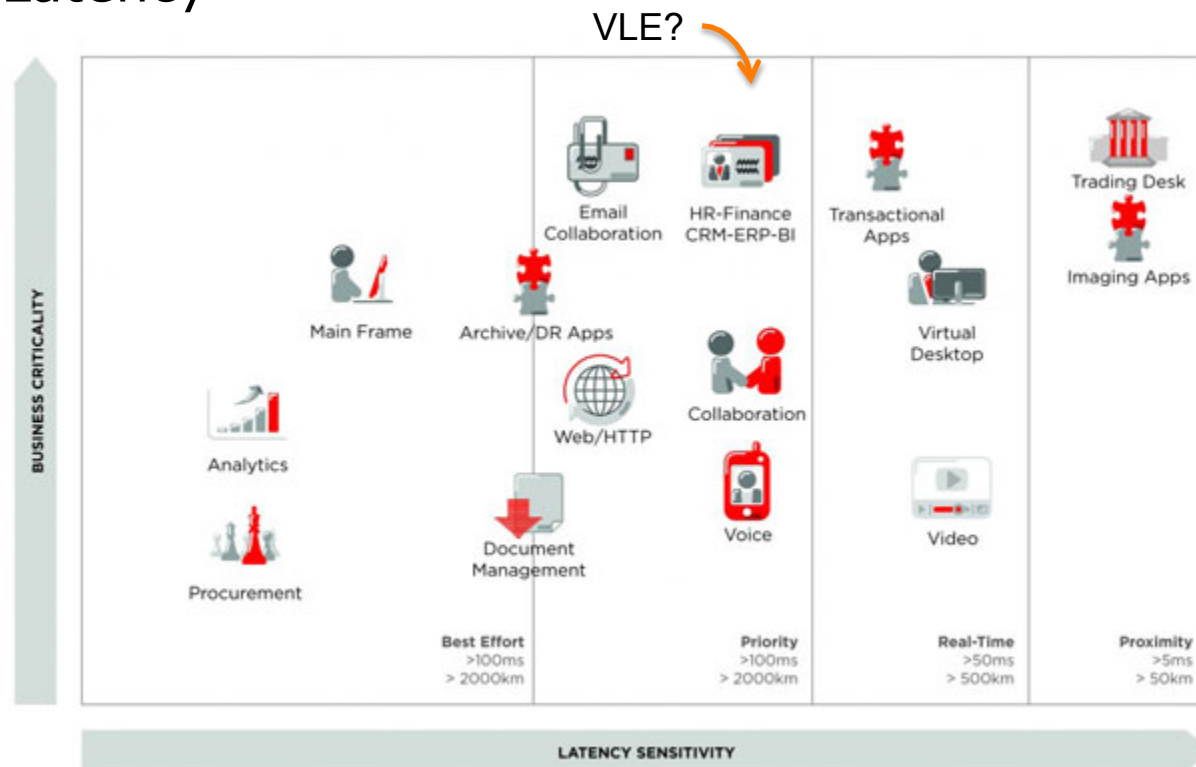 Latency
VLE?
BUSINESS CRITICALITY
Email
Collaboration
HR-Finance
CRM-ERP-BI
Transactional
Apps
Trading Desk
Imaging Apps
Main Frame
Archive/DR Apps
Virtual
Desktop
Web/HTTP
Collaboration
Analytics
Document
Management
Voice
Video
Procurement
Best Effort
>100ms
> 2000km
Priority
>100ms
> 2000km
Real-Time
>50ms
> 500km
Proximity
>5ms
> 50km
LATENCY SENSITIVITY